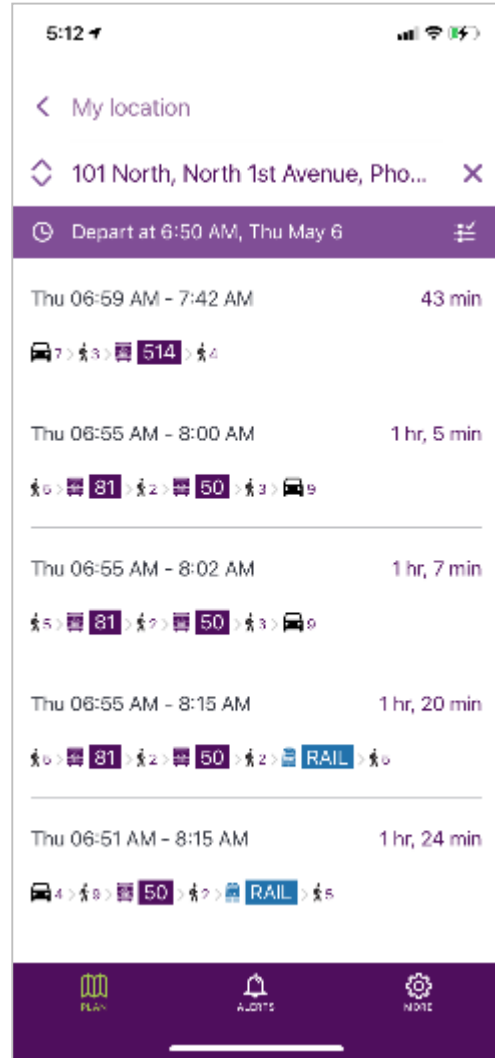 5:12
My location
101 North, North 1st Avenue, Pho...
Depart at 6:50 AM, Thu May 6
Thu 06:59 AM - 7:42 AM 43 min
7 > 3 > 514 > 4
Thu 06:55 AM - 8:00 AM 1 hr, 5 min
> 81 > 2 > 50 > 3 > 9
Thu 06:55 AM - 8:02 AM 1 hr, 7 min
5 > 81 > 2 > 50 > 3 > 9
Thu 06:55 AM - 8:15 AM 1 hr, 20 min
> 81 > 2 > 50 > 2 > RAIL >
Thu 06:51 AM - 8:15 AM 1 hr, 24 min
4 > > 50 > 2 > RAIL > 5
PLAN ALERTS MORE